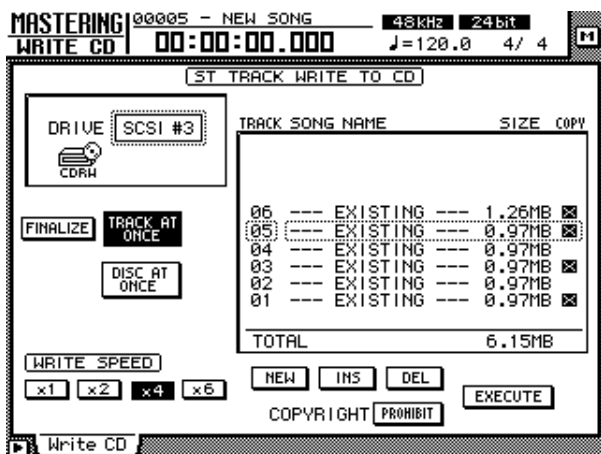 MASTERING 00005 - NEW SONG 48kHz 24bit
WRITE CD 00:00:00.000 ♩=120.0 4/ 4 M
ST TRACK WRITE TO CD
DRIVE SCSI #3
CDRW
TRACK SONG NAME SIZE COPY
06 --- EXISTING --- 1.26MB
05 --- EXISTING --- 0.97MB
04 --- EXISTING --- 0.97MB
03 --- EXISTING --- 0.97MB
02 --- EXISTING --- 0.97MB
01 --- EXISTING --- 0.97MB
TOTAL 6.15MB
FINALIZE TRACK AT ONCE
DISC AT ONCE
WRITE SPEED
x1 x2 x4 x6
NEW INS DEL
EXECUTE
COPYRIGHT PROHIBIT
Write CD